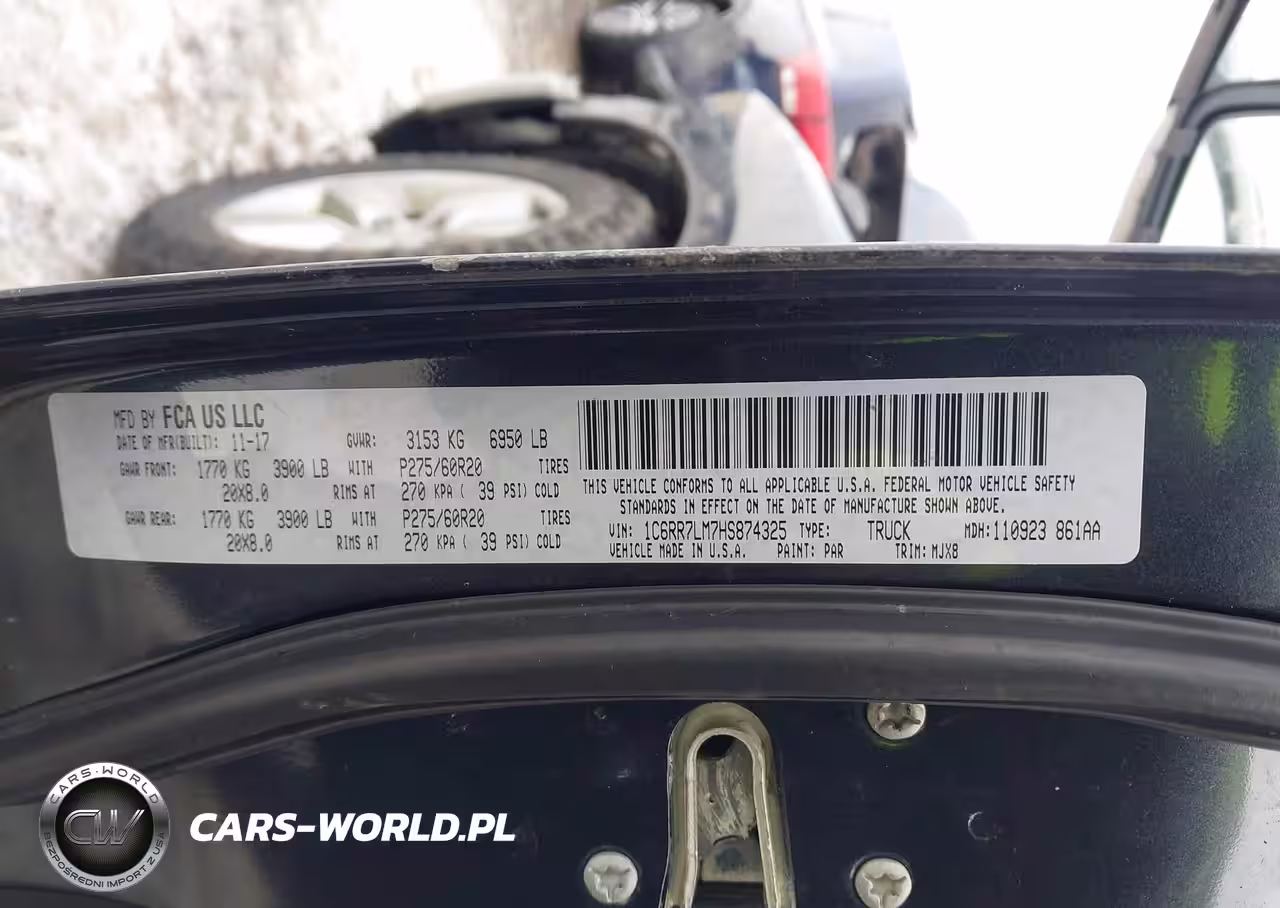 MFD BY FCA US LLC
DATE OF MFR(BUILT): 11-17 GVWR: 3153 KG 6950 LB
GAWR FRONT: 1770 KG 3900 LB WITH P275/60R20 TIRES
20X8.0 RIMS AT 270 KPA ( 39 PSI) COLD
GAWR REAR: 1770 KG 3900 LB WITH P275/60R20 TIRES
20X8.0 RIMS AT 270 KPA ( 39 PSI) COLD
THIS VEHICLE CONFORMS TO ALL APPLICABLE U.S.A. FEDERAL MOTOR VEHICLE SAFETY
STANDARDS IN EFFECT ON THE DATE OF MANUFACTURE SHOWN ABOVE.
VIN: 1C6RR7LM7HS874325 TYPE: TRUCK MDH:110923 861AA
VEHICLE MADE IN U.S.A. PAINT: PAR TRIM: MJX8
CARS-WORLD
CW
BEZPOŚREDNI IMPORT Z USA
CARS-WORLD.PL